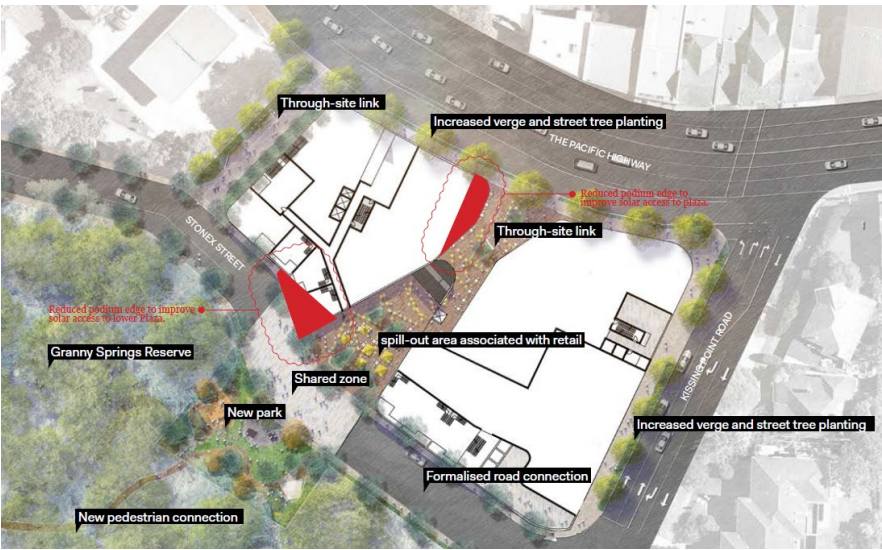 Through-site link
Increased verge and street tree planting
THE PACIFIC HIGHWAY
Reduced podium edge to
improve solar access to plaza.
Through-site link
STONEX STREET
Reduced podium edge to improve
solar access to lower Plaza.
spill-out area associated with retail
KISSING POINT ROAD
Granny Springs Reserve
Shared zone
New park
Increased verge and street tree planting
Formalised road connection
New pedestrian connection